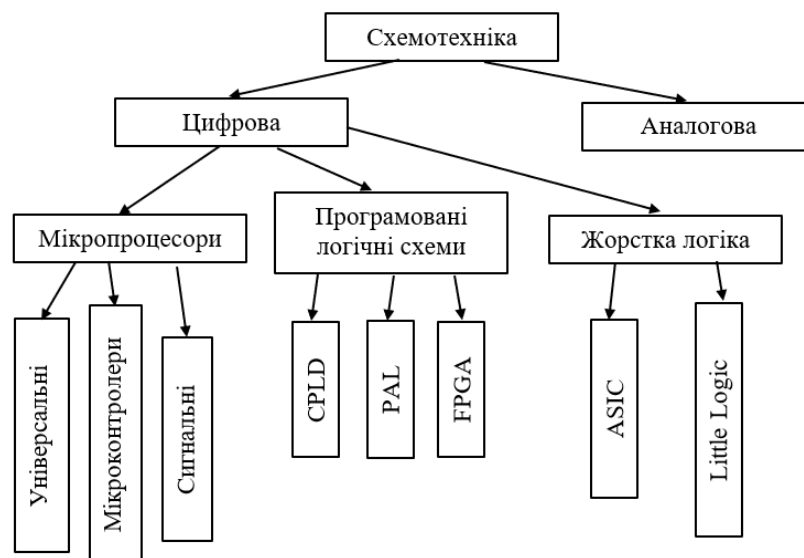 Схемотехніка
Цифрова
Аналогова
Мікропроцесори
Програмовані
логічні схеми
Жорстка логіка
Універсальні
Мікроконтролери
Сигнальні
CPLD
PAL
FPGA
ASIC
Little Logic